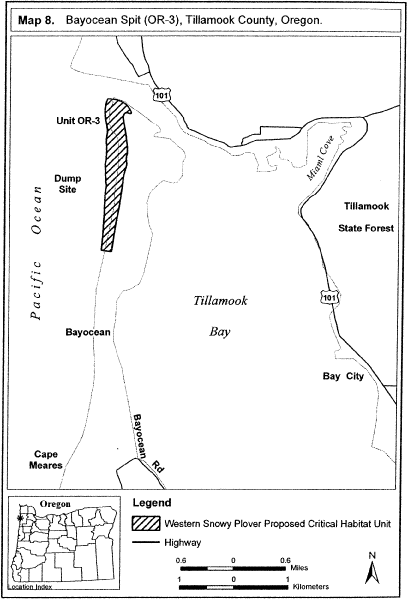 Map 8. Bayocean Spit (OR-3), Tillamook County, Oregon.
101
Unit OR-3
Miami Cove
Dump
Site
Tillamook
State Forest
Pacific Ocean
Tillamook
Bay
101
Bayocean
Bay City
Bayocean Rd
Cape
Meares
Oregon
Location Index
Legend
Western Snowy Plover Proposed Critical Habitat Unit
Highway
0.6 0 0.6
Miles
1 0 1
Kilometers
N